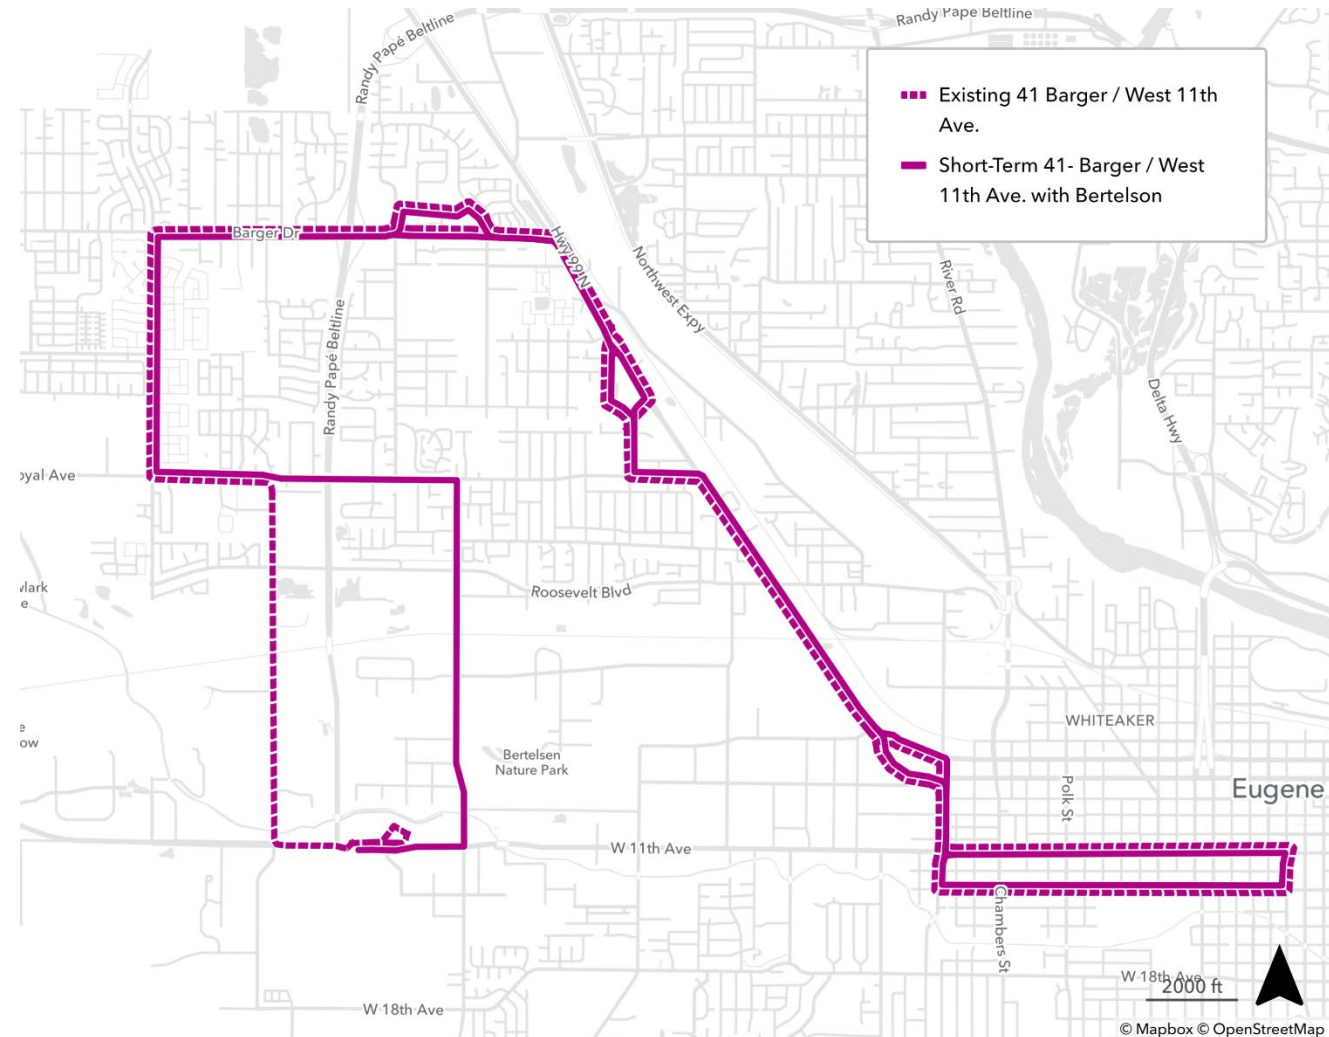 Randy Papé Beltline
Randy Pape Beltline
Existing 41 Barger / West 11th
Ave.
Short-Term 41- Barger / West
11th Ave. with Bertelson
Barger Dr
Hwy 99 N
Northwest Expy
River Rd
Randy Papé Beltline
Delta Hwy
oyal Ave
Roosevelt Blvd
e
WHITEAKER
ow
Bertelsen
Nature Park
Polk St
Eugene
W 11th Ave
Chambers St
W 18th Ave
2000 ft
W 18th Ave
© Mapbox © OpenStreetMap